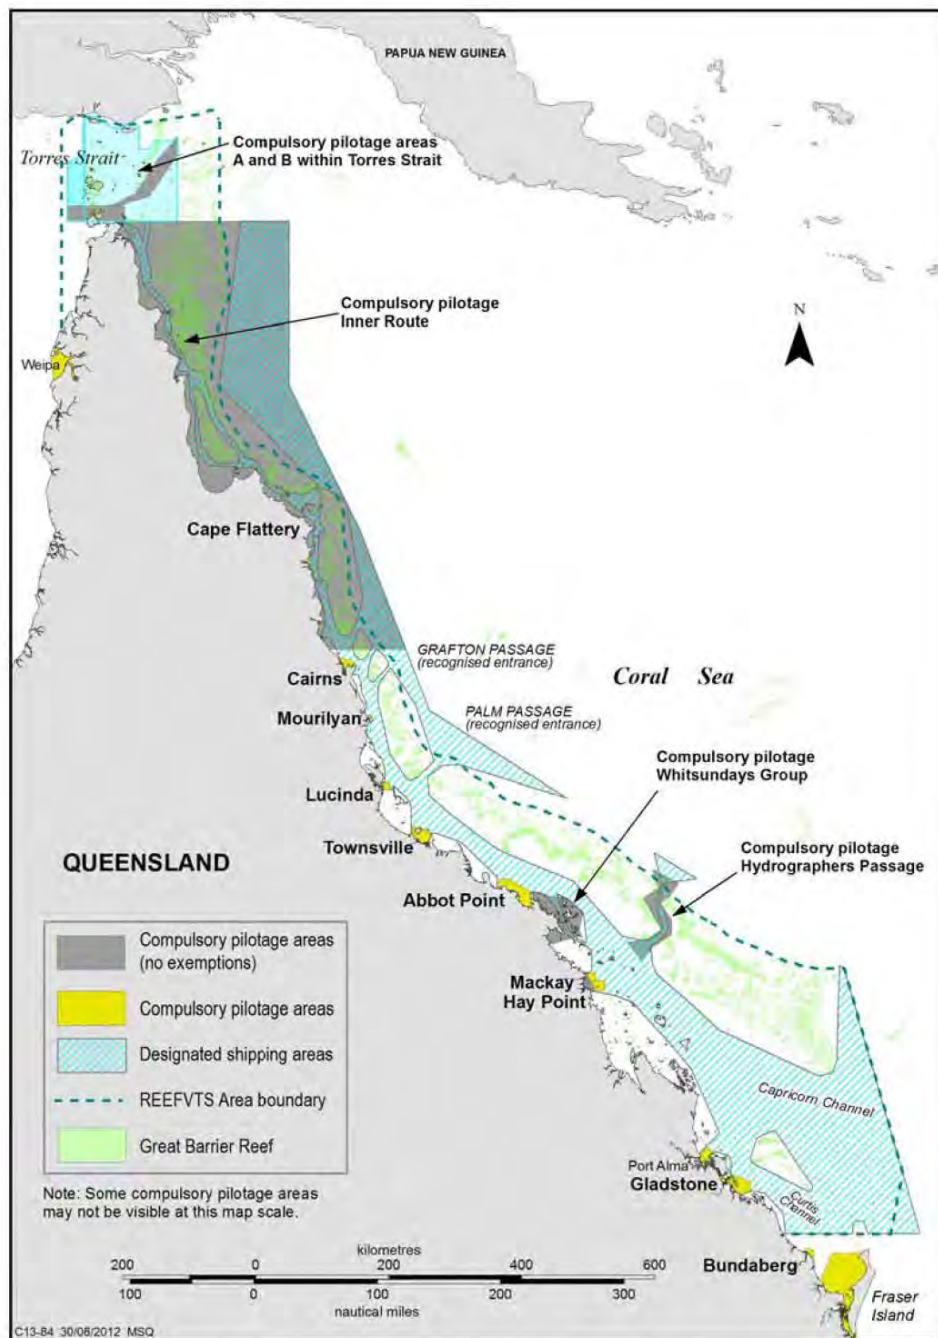 PAPUA NEW GUINEA
Torres Strait
Compulsory pilotage areas
A and B within Torres Strait
Compulsory pilotage
Inner Route
N
Weipa
Cape Flattery
GRAFTON PASSAGE
(recognised entrance)
Coral Sea
Cairns
PALM PASSAGE
(recognised entrance)
Mourilyan
Compulsory pilotage
Whitsundays Group
Lucinda
Townsville
Compulsory pilotage
Hydrographers Passage
QUEENSLAND
Abbot Point
Mackay
Hay Point
Compulsory pilotage areas
(no exemptions)
Compulsory pilotage areas
Designated shipping areas
REEFVTS Area boundary
Great Barrier Reef
Capricorn Channel
Port Alma
Gladstone
Curtis
Channel
Note: Some compulsory pilotage areas
may not be visible at this map scale.
Bundaberg
Fraser
Island
kilometres
200 0 200 400 600
100 0 100 200 300
nautical miles
C13-84 30/08/2012 MSQ